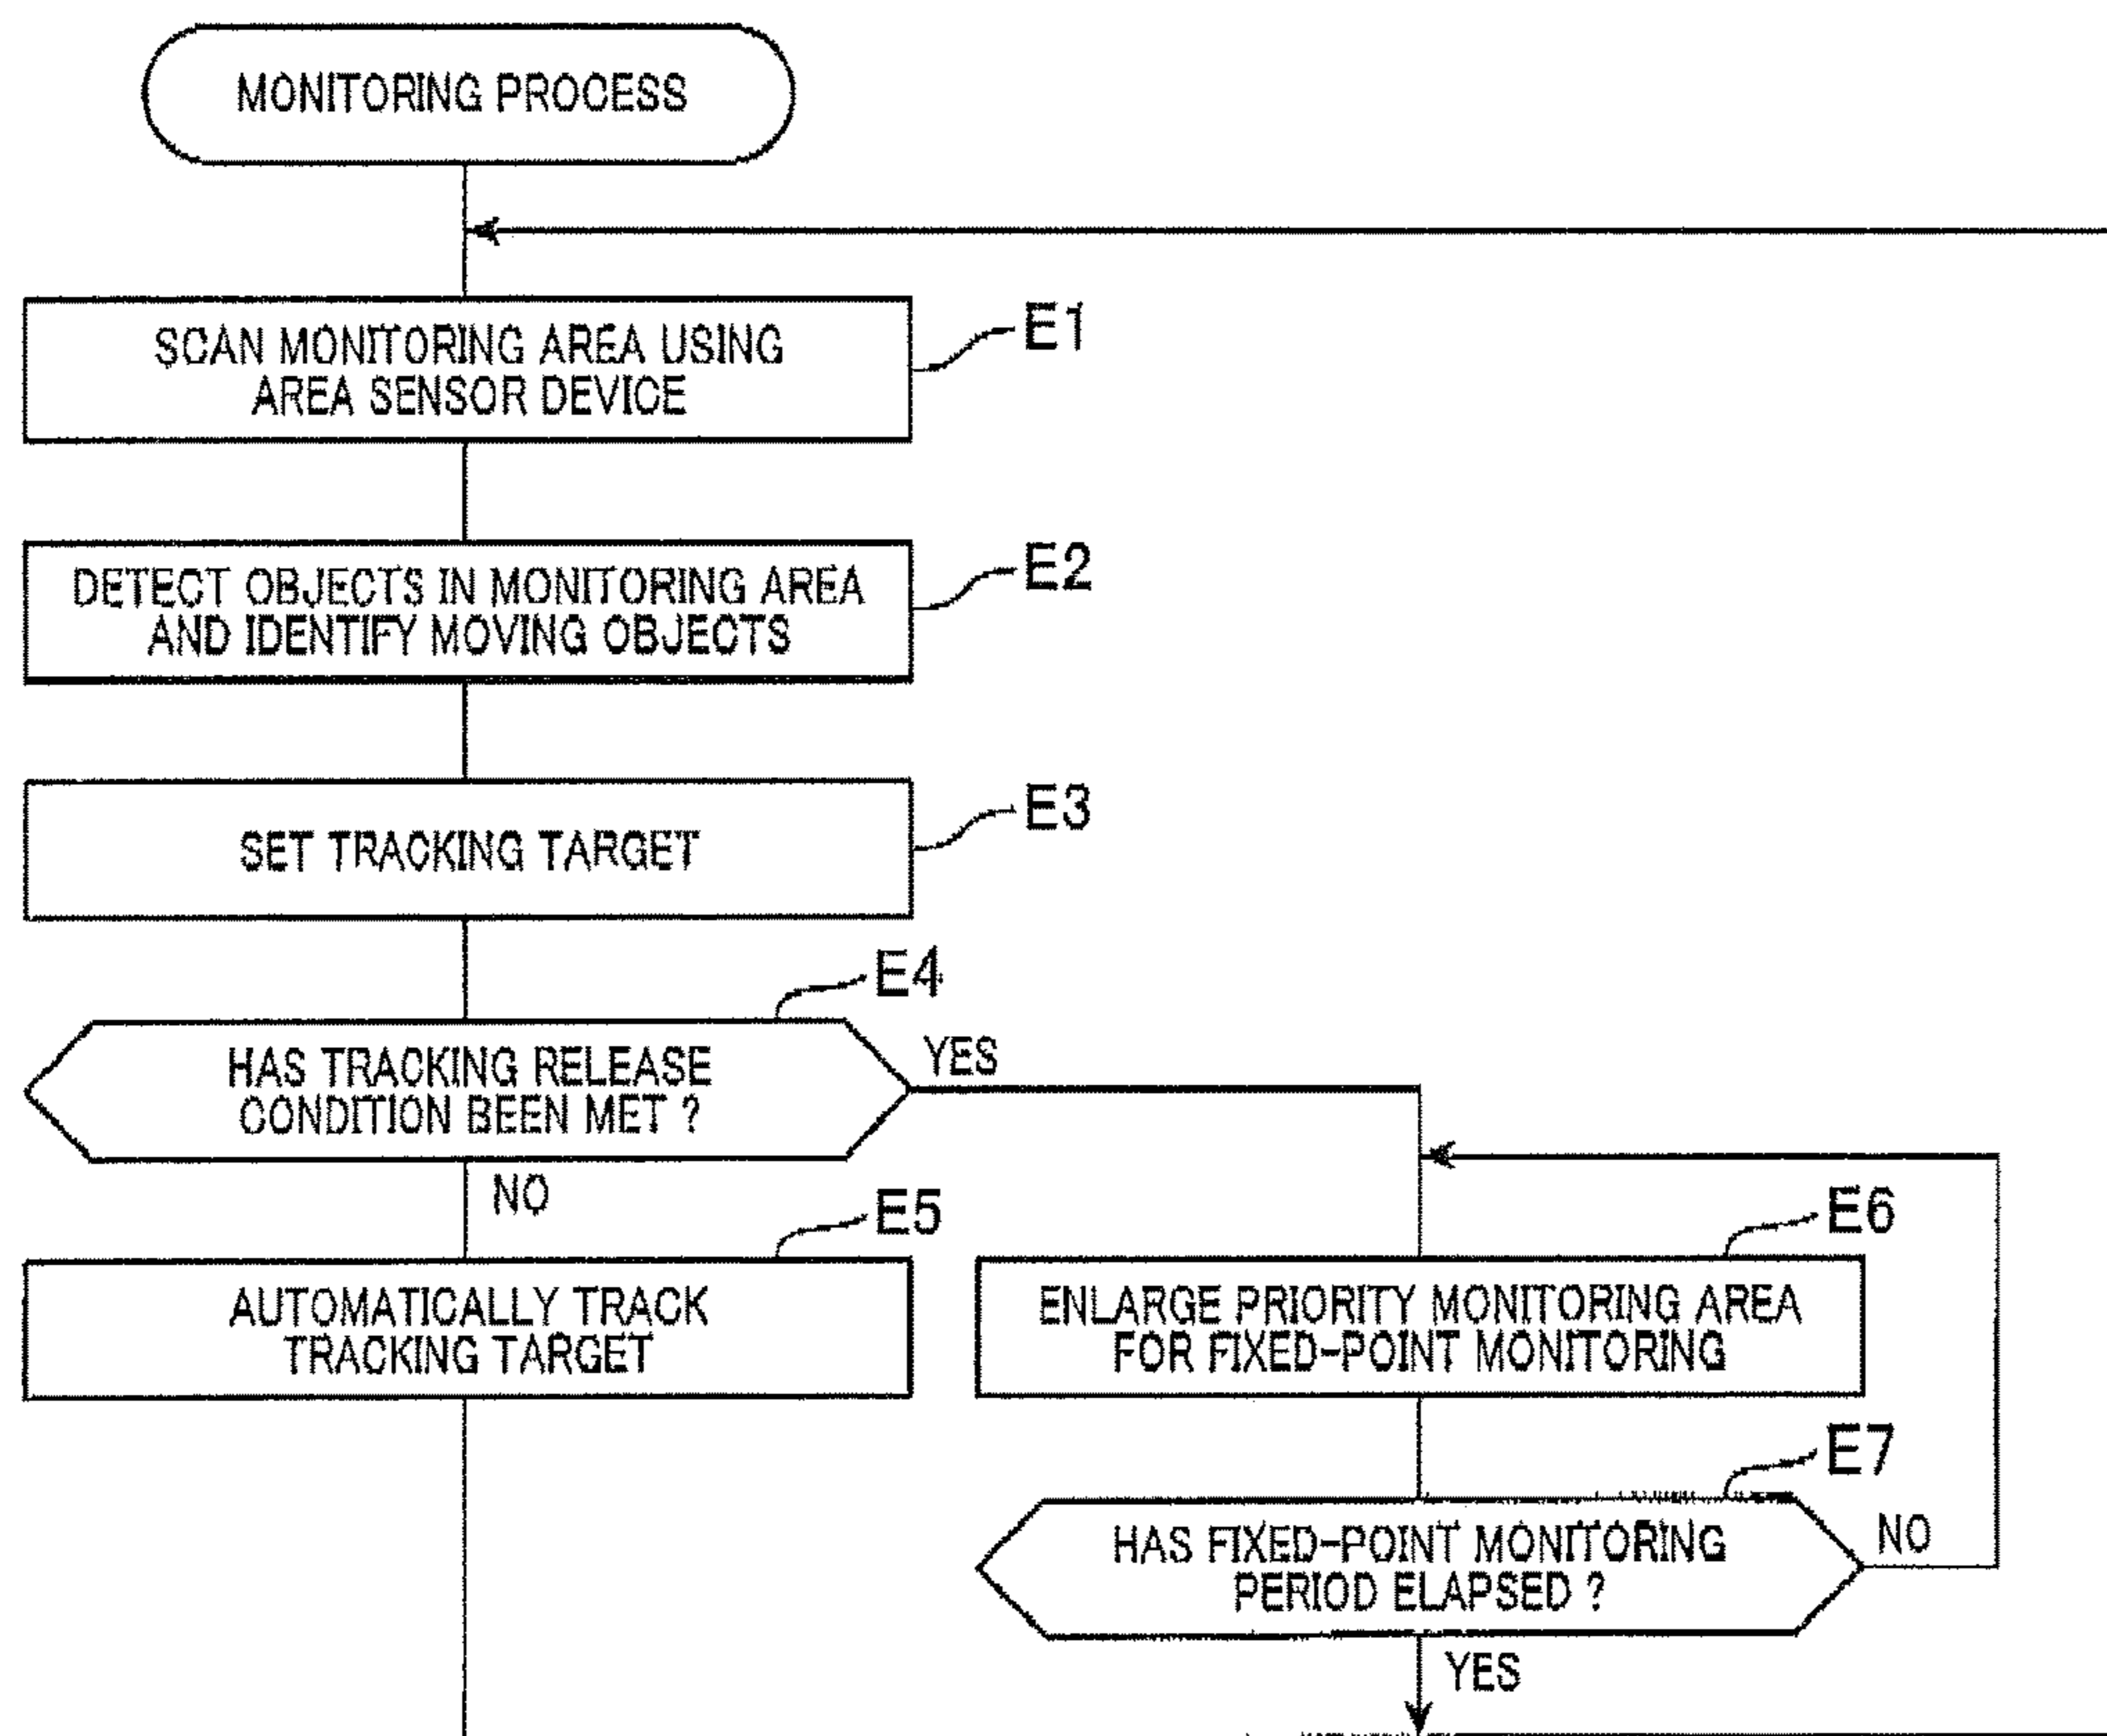 MONITORING PROCESS
SCAN MONITORING AREA USING
AREA SENSOR DEVICE
E1
DETECT OBJECTS IN MONITORING AREA
AND IDENTIFY MOVING OBJECTS
E2
SET TRACKING TARGET
E3
E4
HAS TRACKING RELEASE
CONDITION BEEN MET ?
YES
NO
E5
AUTOMATICALLY TRACK
TRACKING TARGET
E6
ENLARGE PRIORITY MONITORING AREA
FOR FIXED-POINT MONITORING
E7
HAS FIXED-POINT MONITORING
PERIOD ELAPSED ?
NO
YES